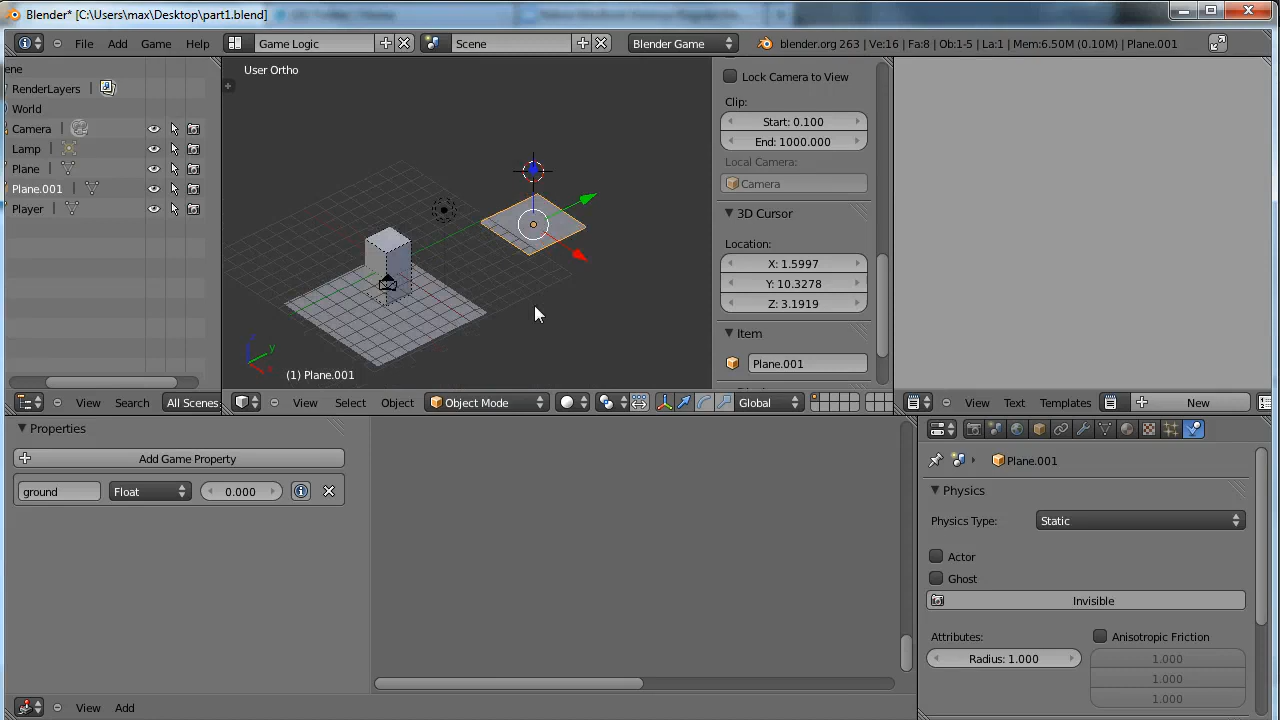 Blender* [C:\Users\max\Desktop\part1.blend]
File Add Game Help Game Logic Scene Blender Game blender.org 263 | Ve:16 | Fa:8 | Ob:1-5 | La:1 | Mem:6.50M (0.10M) | Plane.001
ene
RenderLayers |
World
Camera |
Lamp |
Plane |
Plane.001 |
Player |
View Search All Scenes
User Ortho
z
y
x
(1) Plane.001
View Select Object Object Mode Global
Lock Camera to View
Clip:
Start: 0.100
End: 1000.000
Local Camera:
Camera
3D Cursor
Location:
X: 1.5997
Y: 10.3278
Z: 3.1919
Item
Plane.001
View Text Templates New
Properties
Add Game Property
ground Float 0.000
View Add
Plane.001
Physics
Physics Type: Static
Actor
Ghost
Invisible
Attributes: Anisotropic Friction
Radius: 1.000 1.000
1.000
1.000